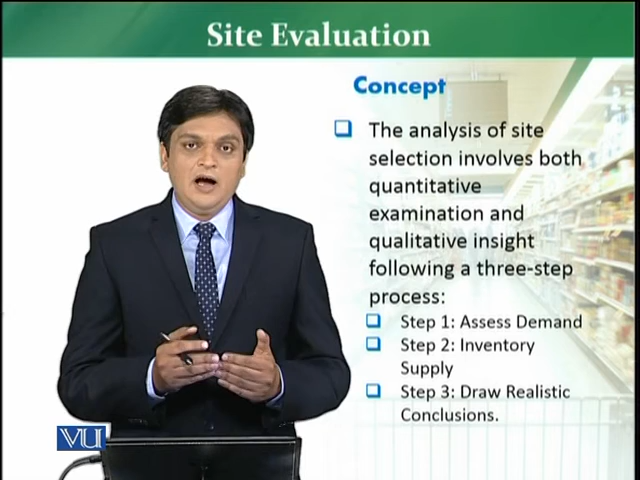 Site Evaluation
Concept
The analysis of site
selection involves both
quantitative
examination and
qualitative insight
following a three-step
process:
Step 1: Assess Demand
Step 2: Inventory
Supply
Step 3: Draw Realistic
Conclusions.
VU